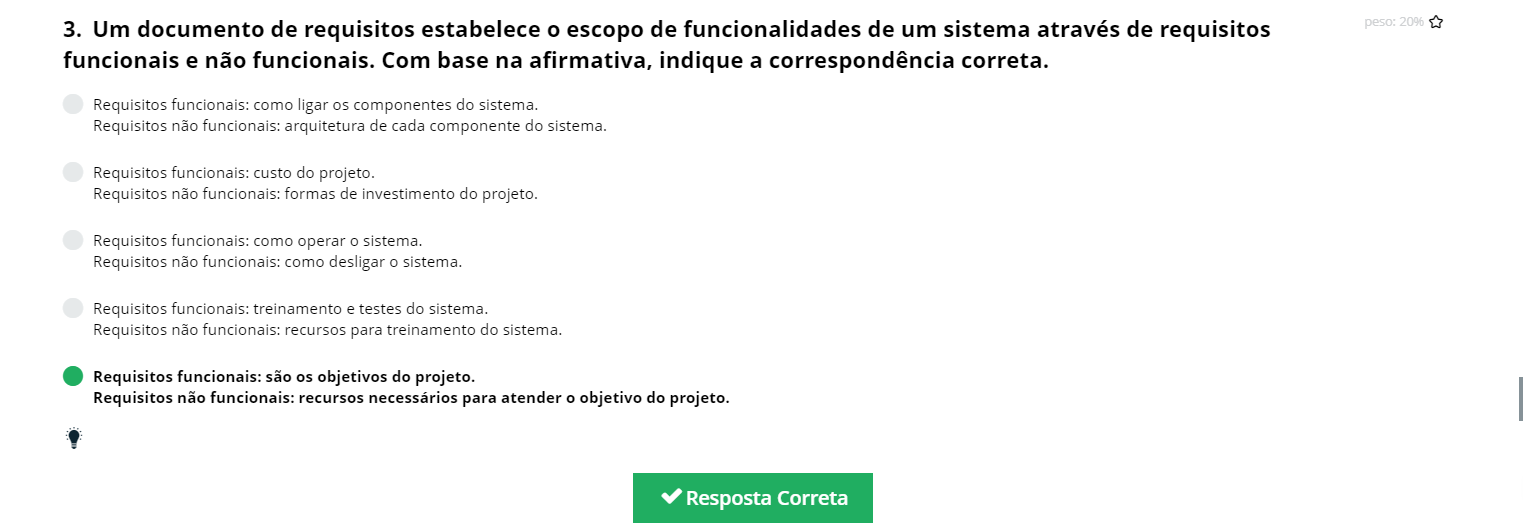 3. Um documento de requisitos estabelece o escopo de funcionalidades de um sistema através de requisitos
funcionais e não funcionais. Com base na afirmativa, indique a correspondência correta.
peso: 20%
Requisitos funcionais: como ligar os componentes do sistema.
Requisitos não funcionais: arquitetura de cada componente do sistema.
Requisitos funcionais: custo do projeto.
Requisitos não funcionais: formas de investimento do projeto.
Requisitos funcionais: como operar o sistema.
Requisitos não funcionais: como desligar o sistema.
Requisitos funcionais: treinamento e testes do sistema.
Requisitos não funcionais: recursos para treinamento do sistema.
Requisitos funcionais: são os objetivos do projeto.
Requisitos não funcionais: recursos necessários para atender o objetivo do projeto.
Resposta Correta